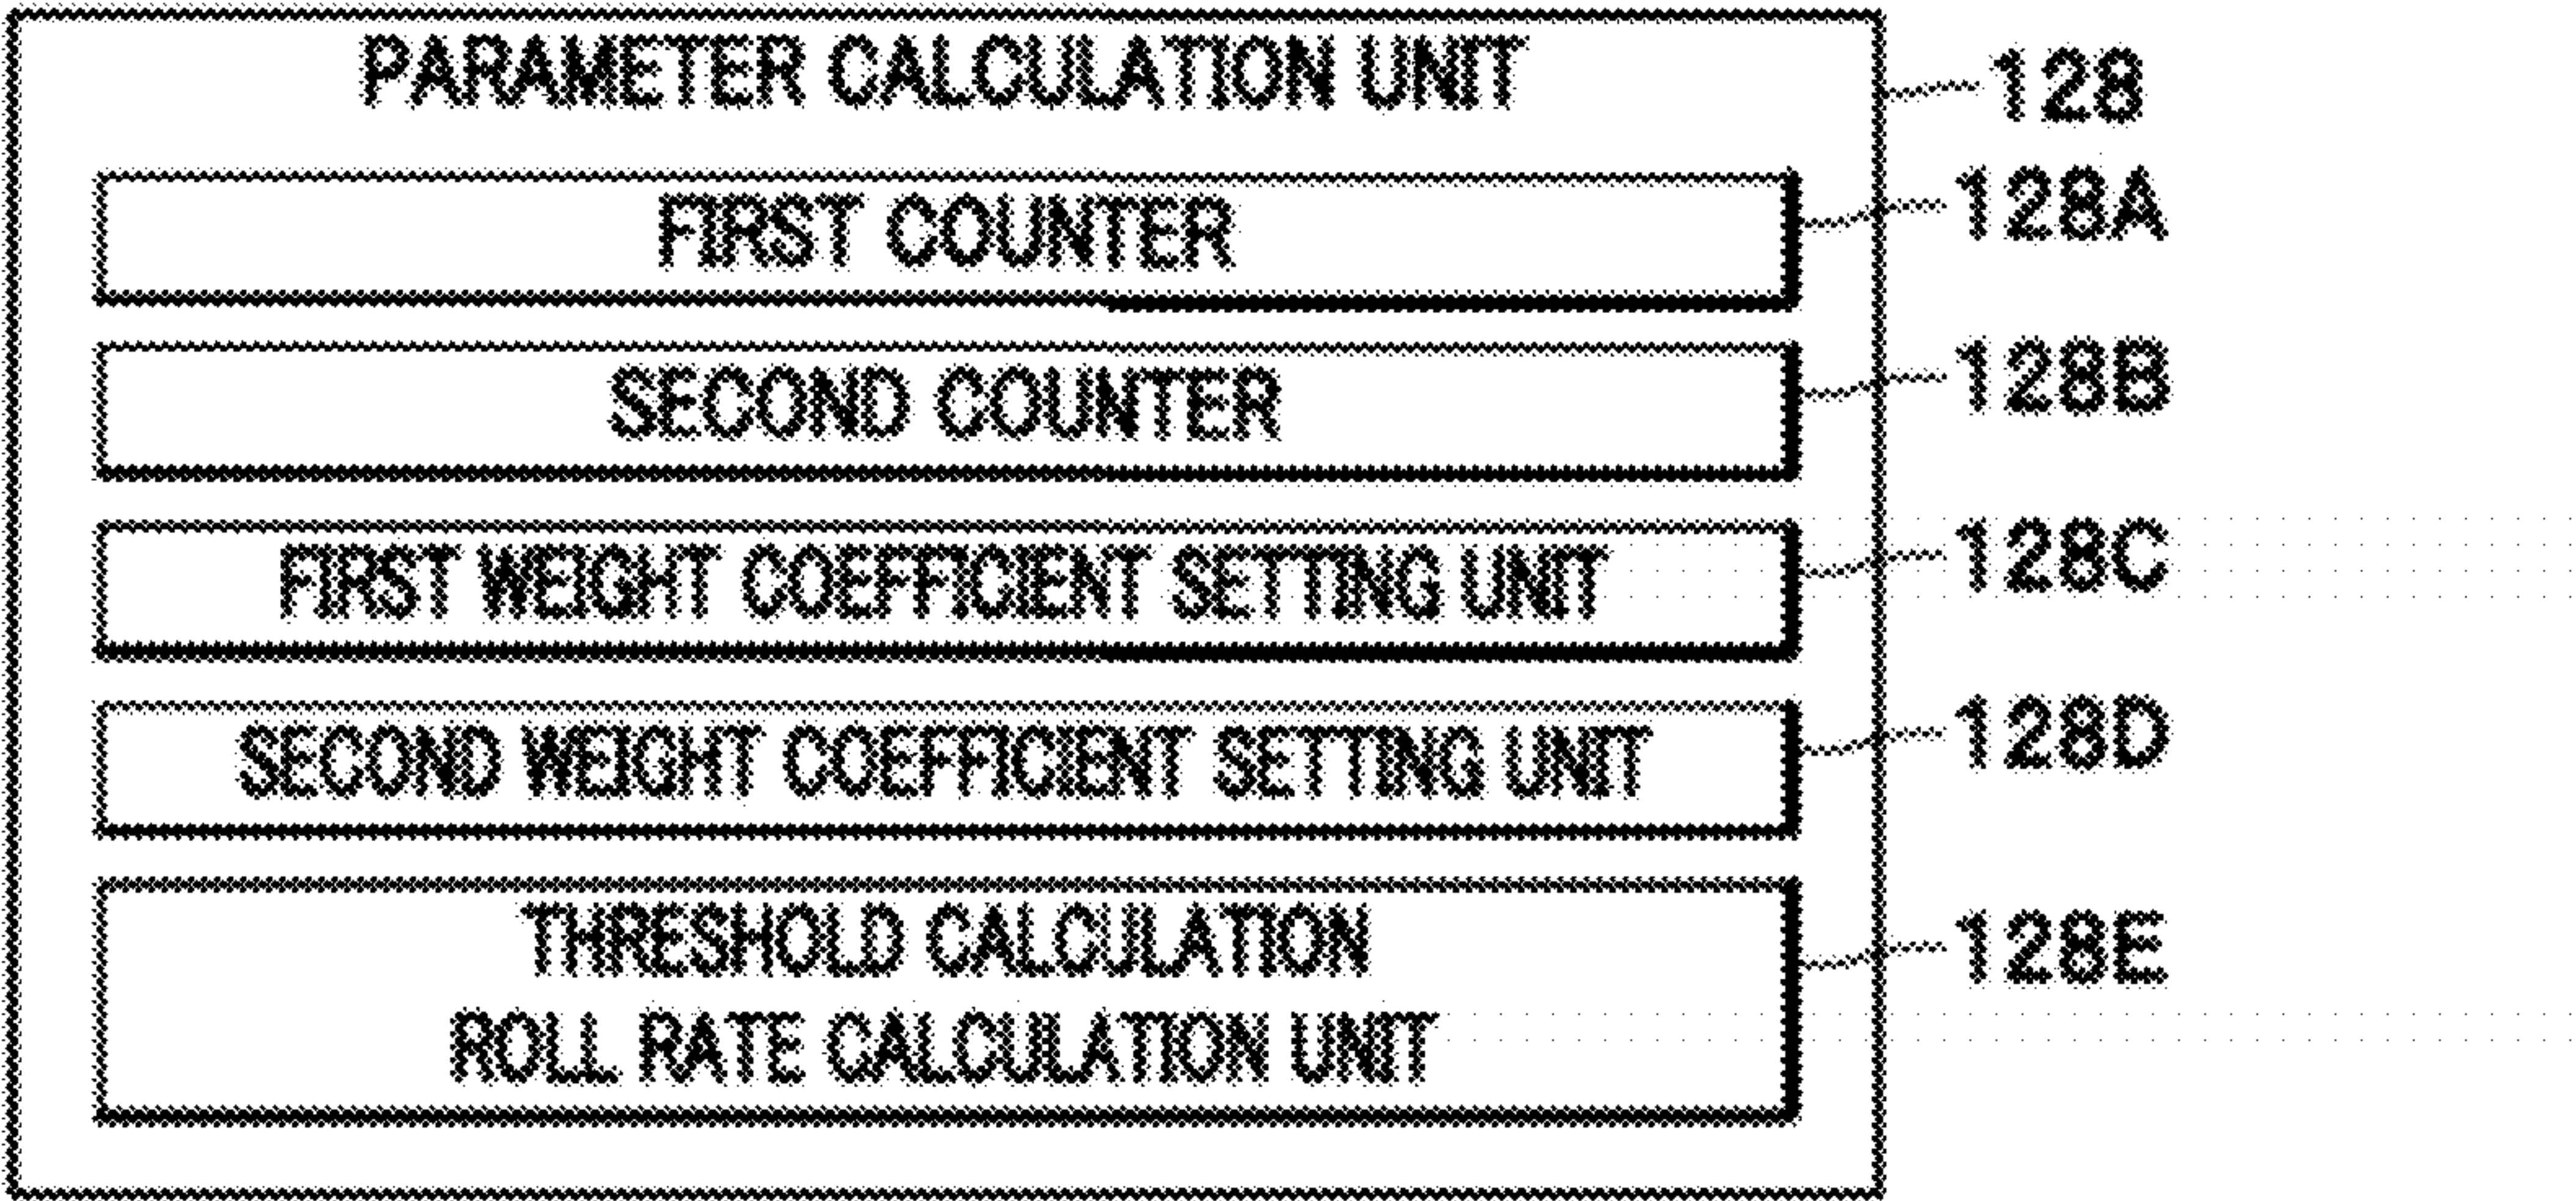 PARAMETER CALCULATION UNIT
128
FIRST COUNTER
128A
SECOND COUNTER
128B
FIRST WEIGHT COEFFICIENT SETTING UNIT
128C
SECOND WEIGHT COEFFICIENT SETTING UNIT
128D
THRESHOLD CALCULATION
ROLL RATE CALCULATION UNIT
128E